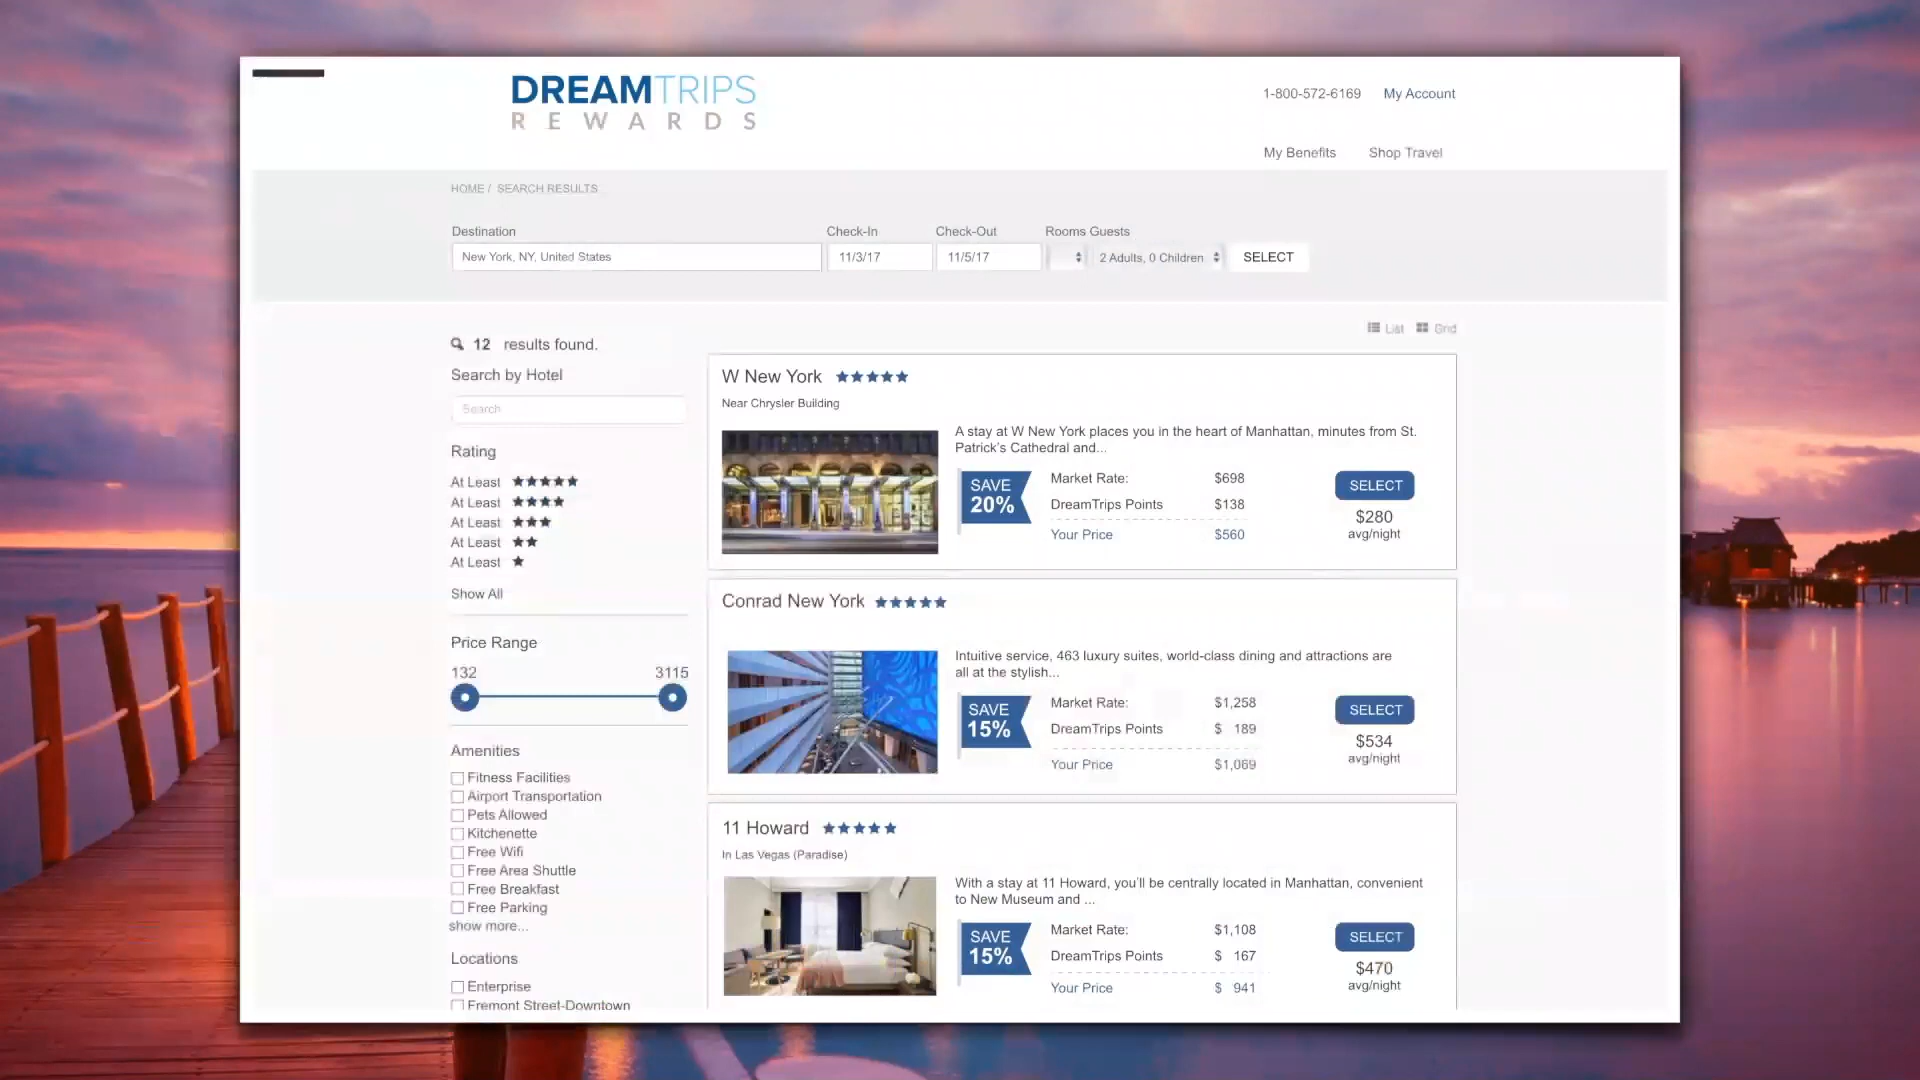 DREAMTRIPS
REWARDS
1-800-572-6169 My Account
My Benefits Shop Travel
HOME / SEARCH RESULTS
Destination Check-In Check-Out Rooms Guests
New York, NY, United States 11/3/17 11/5/17 2 Adults, 0 Children SELECT
List Grid
12 results found.
Search by Hotel
Search
Rating
At Least
At Least
At Least
At Least
At Least
Show All
Price Range
132 3115
Amenities
Fitness Facilities
Airport Transportation
Pets Allowed
Kitchenette
Free Wifi
Free Area Shuttle
Free Breakfast
Free Parking
show more...
Locations
Enterprise
Fremont Street-Downtown
W New York
Near Chrysler Building
A stay at W New York places you in the heart of Manhattan, minutes from St.
Patrick's Cathedral and...
SAVE
20%
Market Rate: $698
DreamTrips Points $138
Your Price $560
SELECT
$280
avg/night
Conrad New York
Intuitive service, 463 luxury suites, world-class dining and attractions are
all at the stylish...
SAVE
15%
Market Rate: $1,258
DreamTrips Points $ 189
Your Price $1,069
SELECT
$534
avg/night
11 Howard
In Las Vegas (Paradise)
With a stay at 11 Howard, you'll be centrally located in Manhattan, convenient
to New Museum and ...
SAVE
15%
Market Rate: $1,108
DreamTrips Points $ 167
Your Price $ 941
SELECT
$470
avg/night